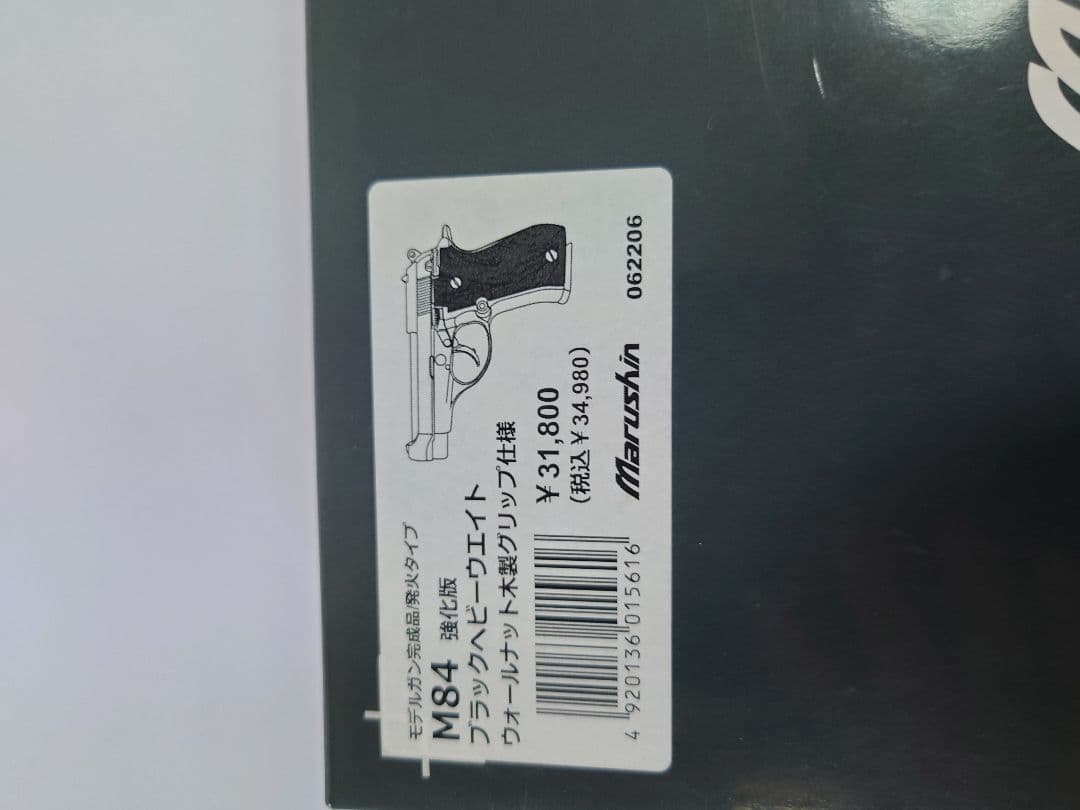 モデルガン完成品/発火タイプ
M84 強化版
ブラックヘビーウエイト
ウォールナット木製グリップ仕様
¥31,800
(税込¥34,980)
4 920136 015616
Marushin 062206